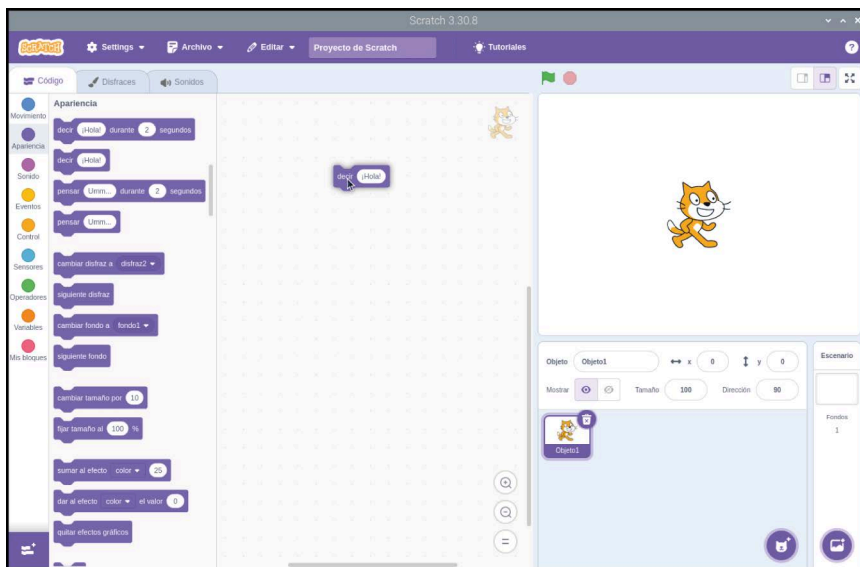 Scratch 3.30.8
SCRATCH
Settings
Archivo
Editar
Proyecto de Scratch
Tutoriales
?
Código
Disfraces
Sonidos
Movimiento
Apariencia
Sonido
Eventos
Control
Sensores
Operadores
Variables
Mis bloques
Apariencia
decir ¡Hola! durante 2 segundos
decir ¡Hola!
pensar Umm... durante 2 segundos
pensar Umm...
cambiar disfraz a disfraz2
siguiente disfraz
cambiar fondo a fondo1
siguiente fondo
cambiar tamaño por 10
fijar tamaño al 100 %
sumar al efecto color 25
dar al efecto color el valor 0
quitar efectos gráficos
decir ¡Hola!
Objeto Objeto1 x 0 y 0
Mostrar Tamaño 100 Dirección 90
Objeto1
Escenario
Fondos
1